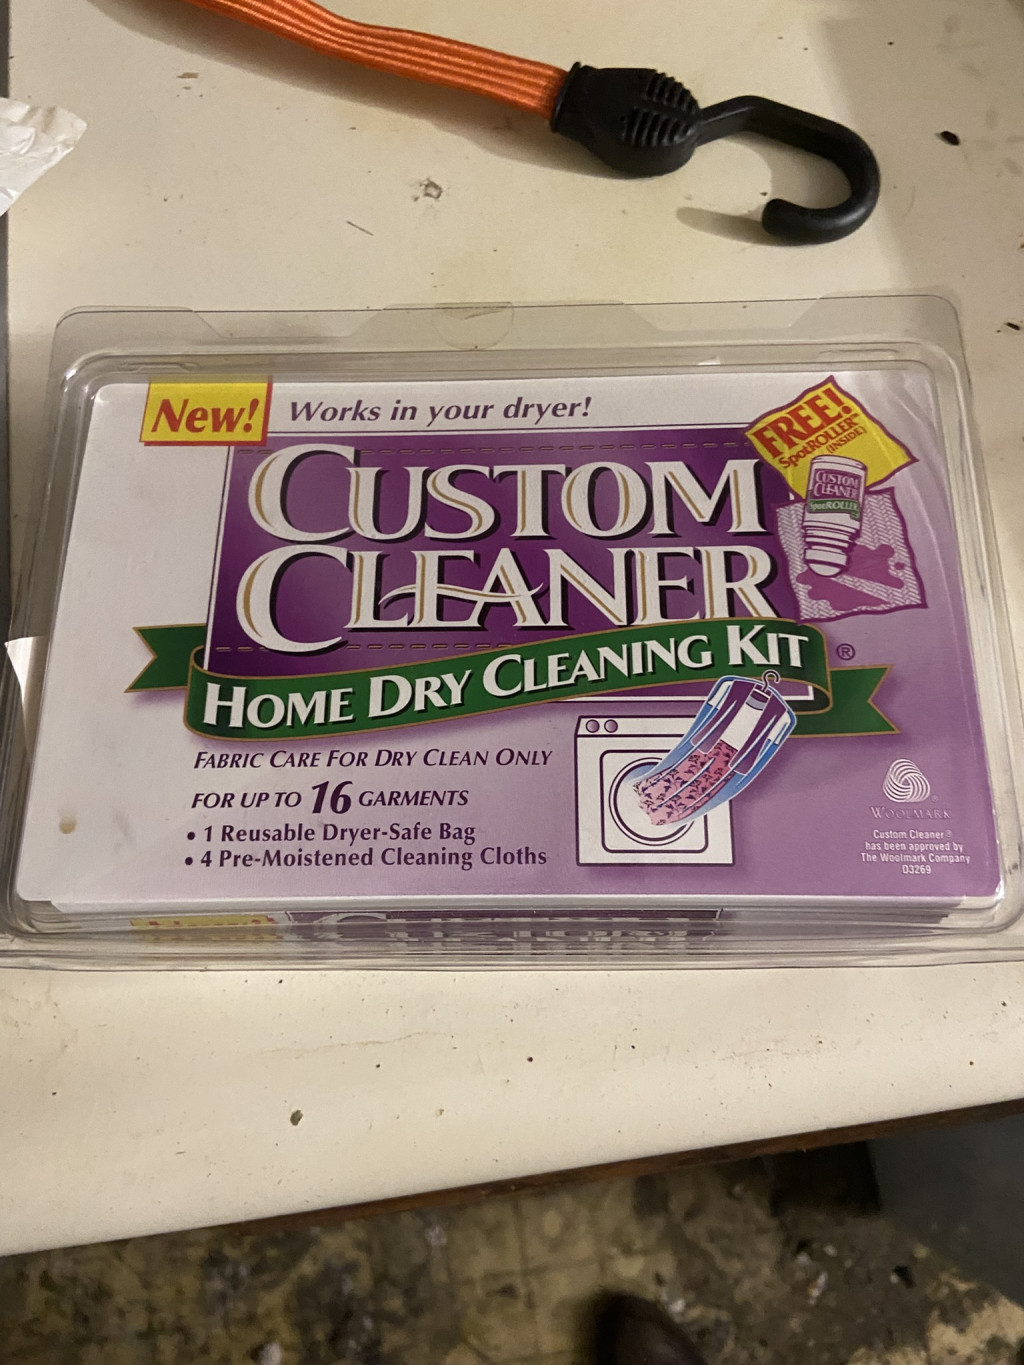 New!
Works in your dryer!
FREE!
SpotROLLER™
(INSIDE)
CUSTOM
CLEANER
CUSTOM
CLEANER
SpotROLLER
HOME DRY CLEANING KIT ®
FABRIC CARE FOR DRY CLEAN ONLY
FOR UP TO 16 GARMENTS
• 1 Reusable Dryer-Safe Bag
• 4 Pre-Moistened Cleaning Cloths
WOOLMARK
Custom Cleaner®
has been approved by
The Woolmark Company
03269